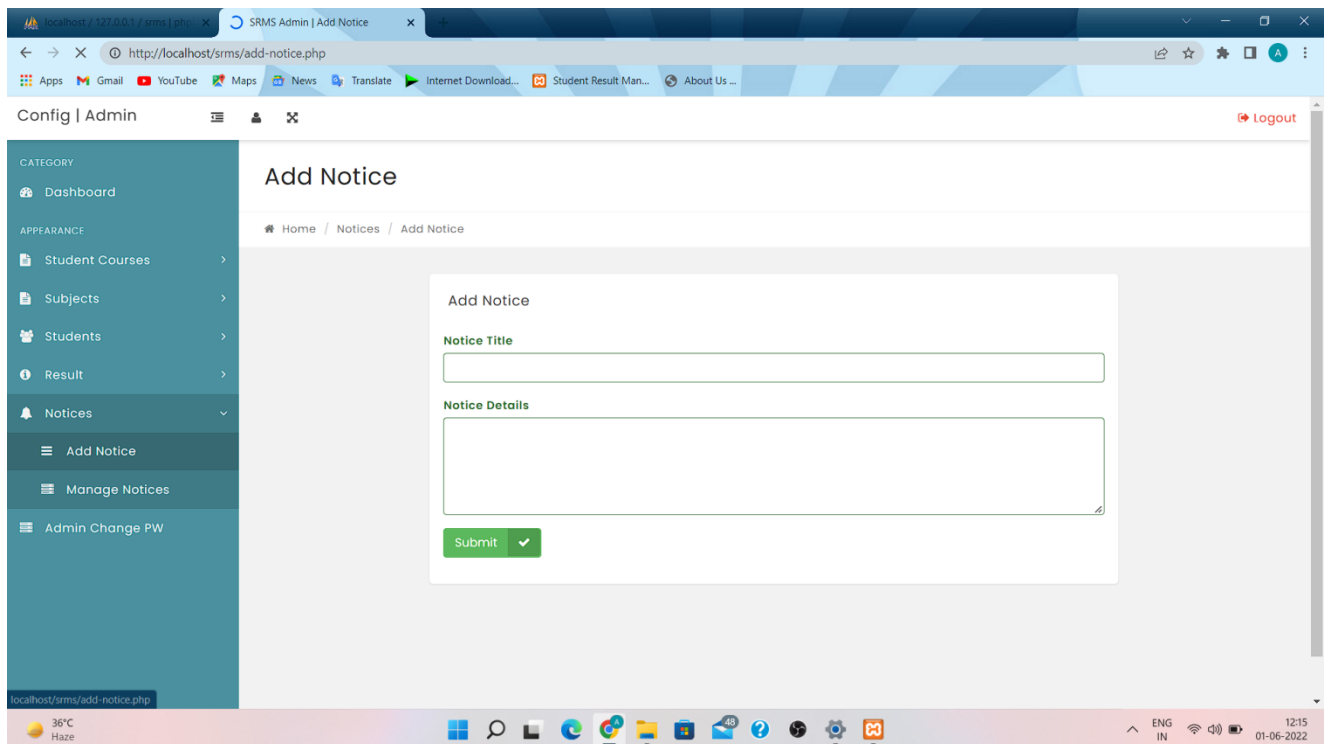 localhost / 127.0.0.1 / srms | php
SRMS Admin | Add Notice
http://localhost/srms/add-notice.php
A
Apps
Gmail
YouTube
Maps
News
Translate
Internet Download...
Student Result Man...
About Us ...
Config | Admin
Logout
CATEGORY
Dashboard
APPEARANCE
Student Courses
Subjects
Students
Result
Notices
Add Notice
Manage Notices
Admin Change PW
Add Notice
Home / Notices / Add Notice
Add Notice
Notice Title
Notice Details
Submit
localhost/srms/add-notice.php
36°C
Haze
48
ENG
IN
12:15
01-06-2022